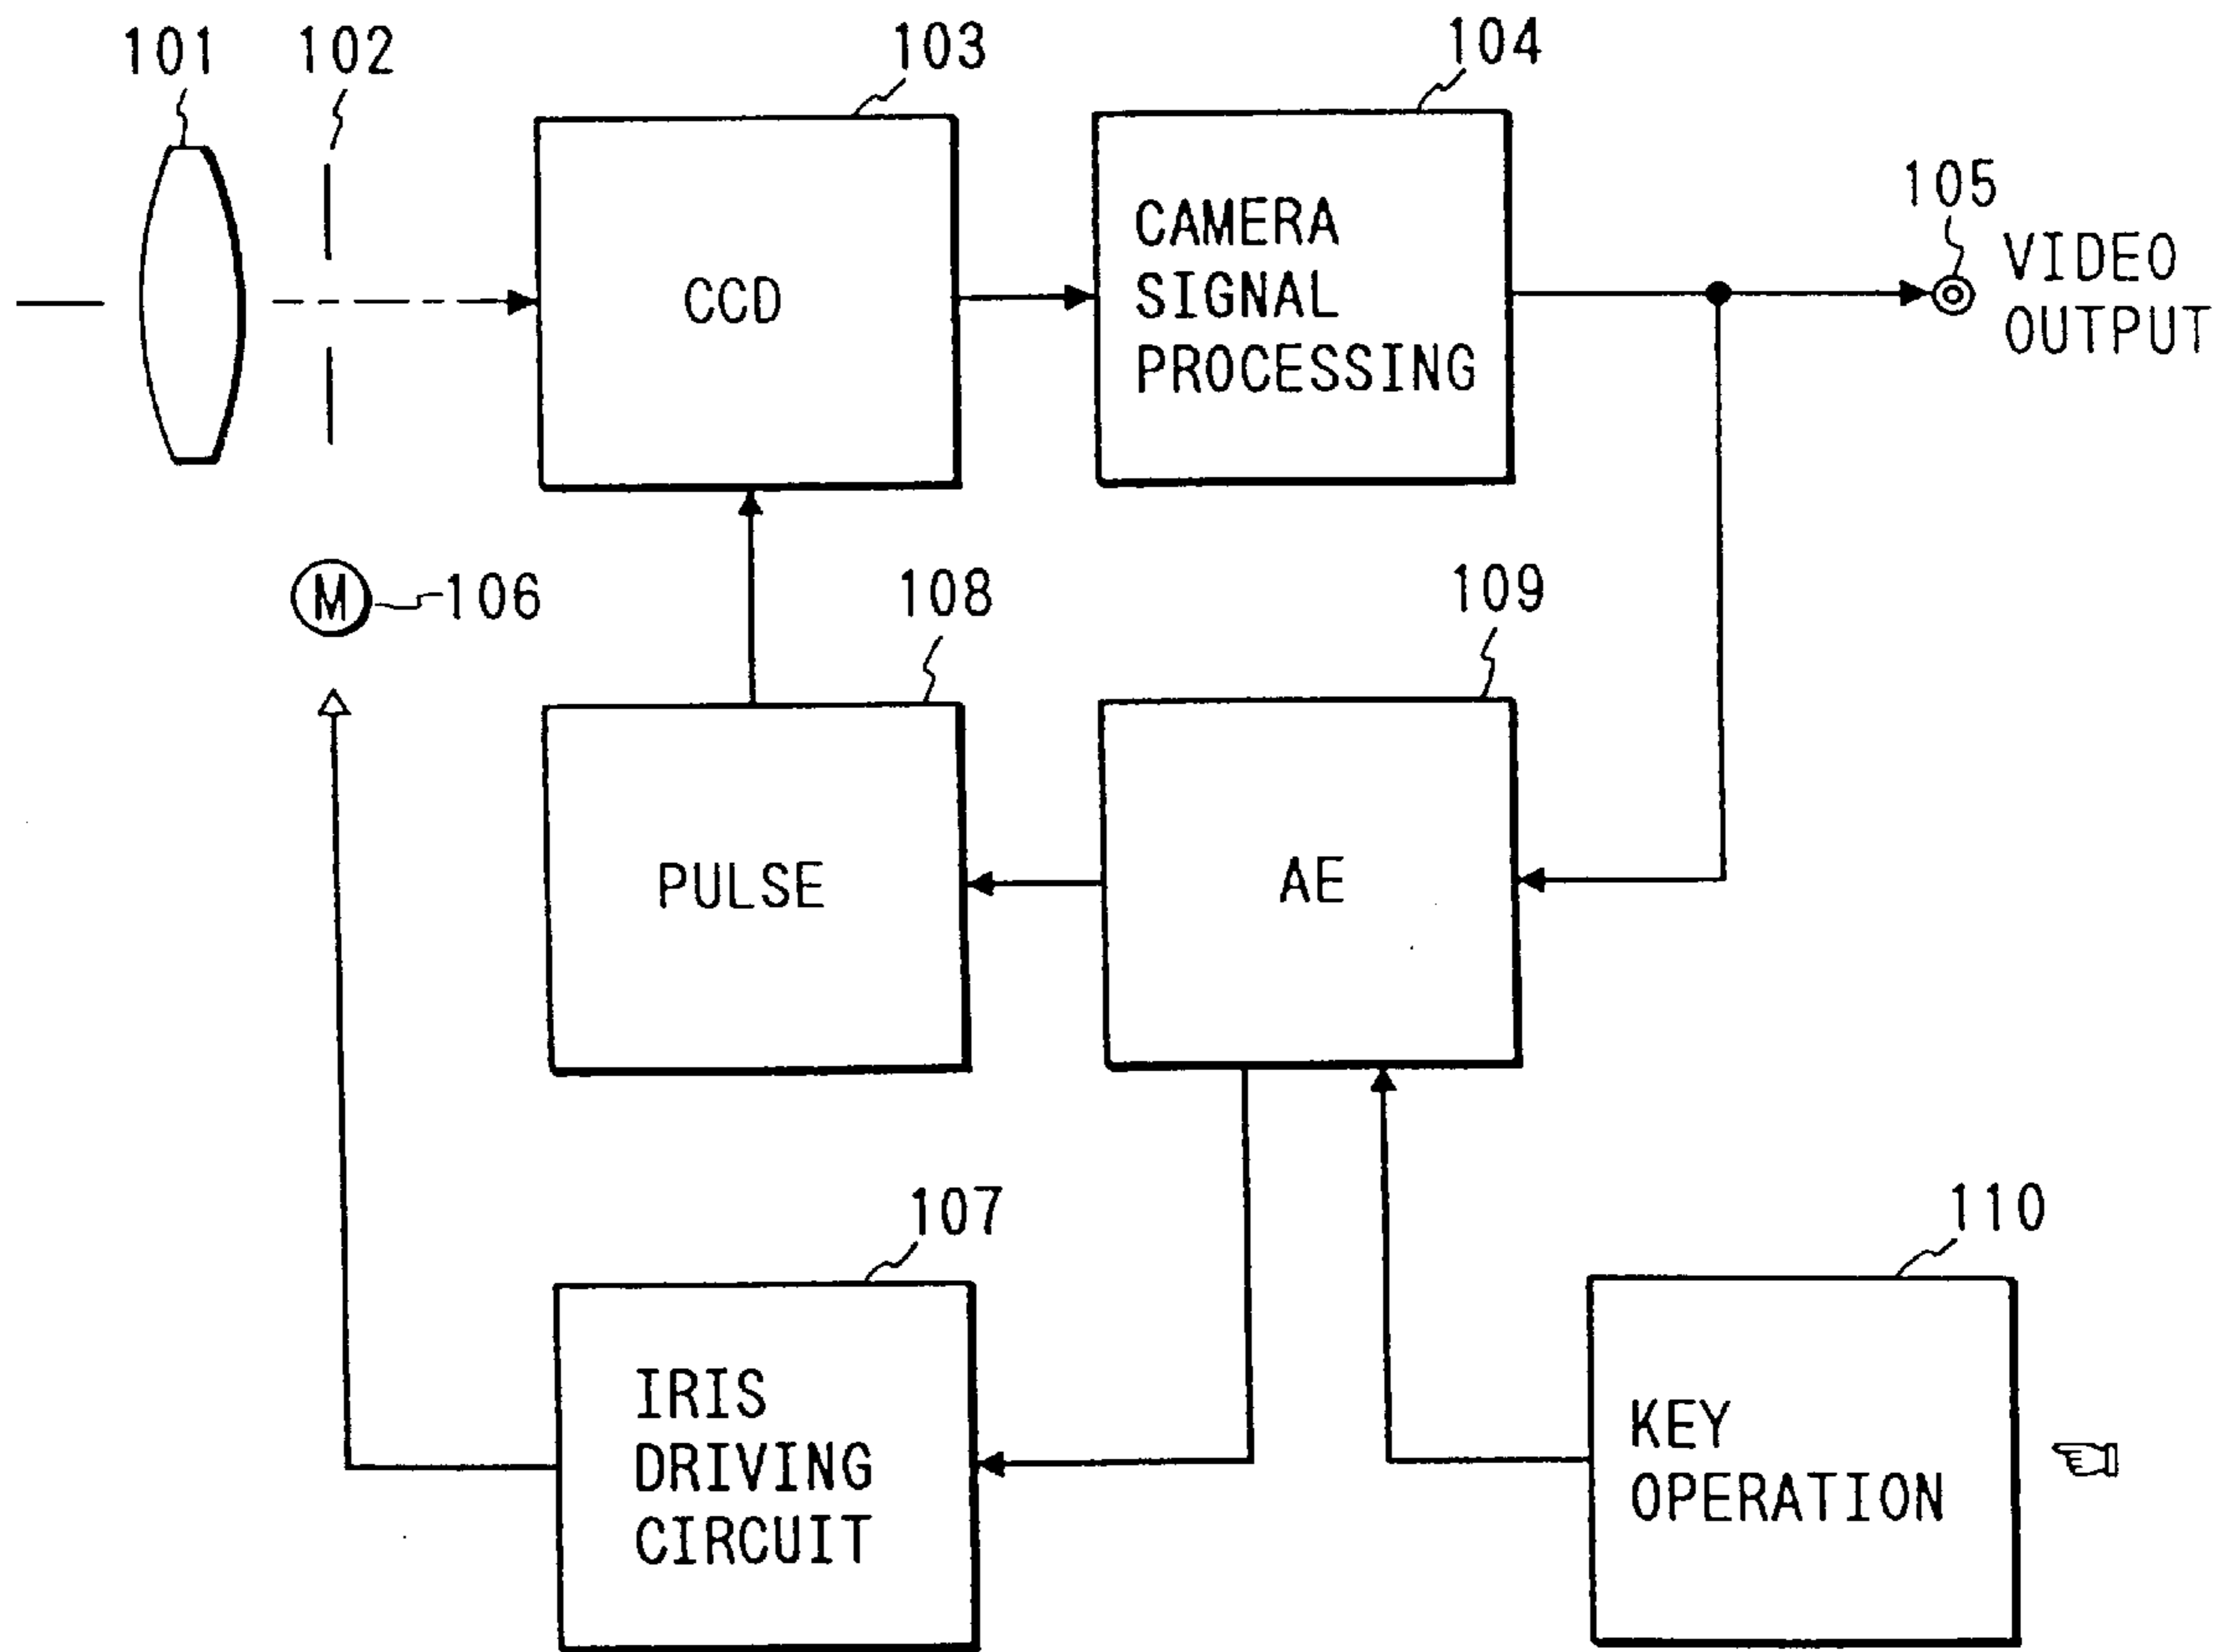 101
102
103
104
105
CCD
CAMERA
SIGNAL
PROCESSING
VIDEO
OUTPUT
M
106
108
109
PULSE
AE
107
110
IRIS
DRIVING
CIRCUIT
KEY
OPERATION